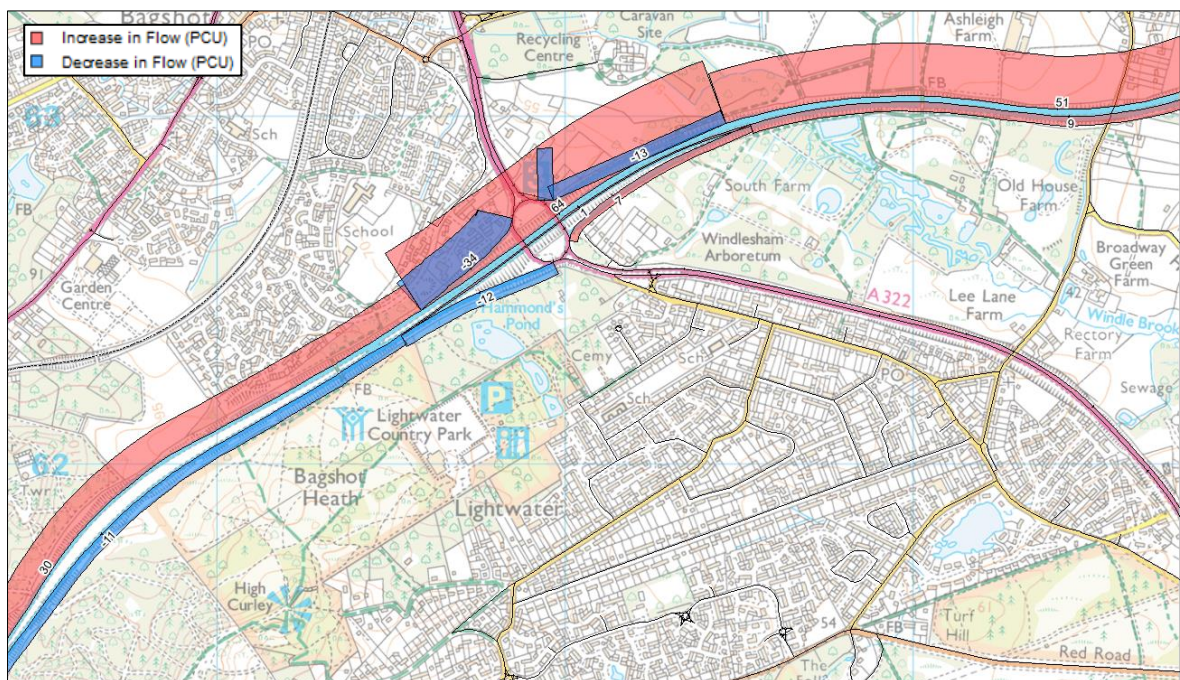 Increase in Flow (PCU)
Decrease in Flow (PCU)
Bagshot
PO
63
Sch
FB
School
91
Garden
Centre
Caravan
Site
Recycling
Centre
Ashleigh
Farm
FB
51
9
-13
64
1
7
-34
-12
South Farm
Old House
Farm
Windlesham
Arboretum
Broadway
Green
Farm
A 322
Lee Lane
Farm
42
Windle Brook
Rectory
Farm
Sewage
Hammond's
Pond
Cemy
Sch
PO
Sch
FB
P
Lightwater
Country Park
62
Twr
Bagshot
Heath
Lightwater
-11
30
High
Curley
54
FB
Turf
Hill
61
Red Road
The